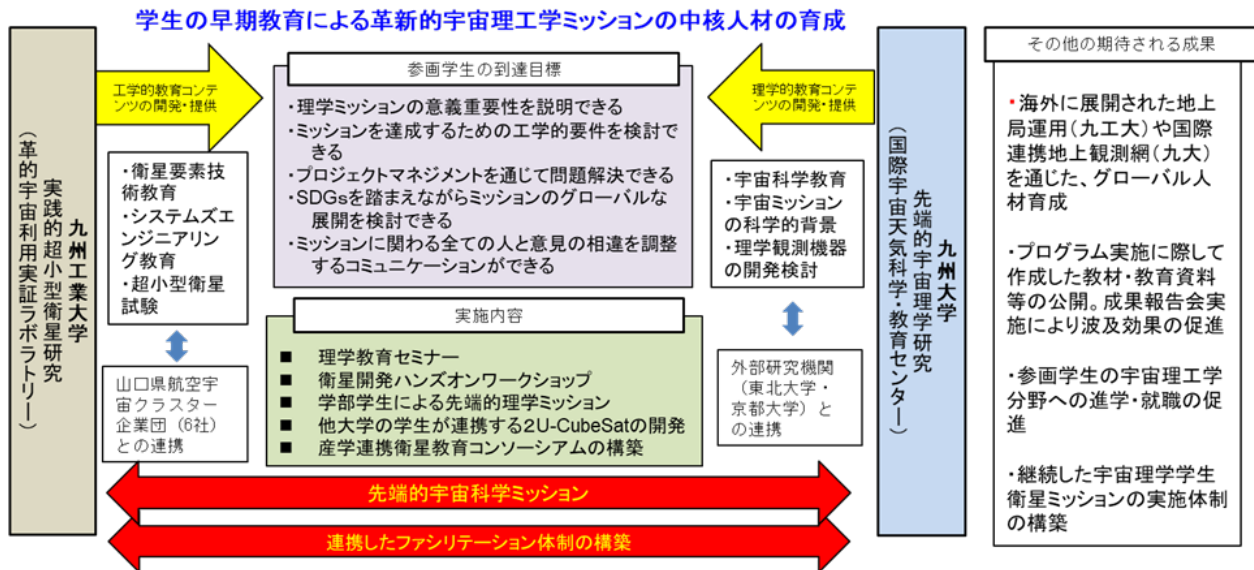 学生の早期教育による革新的宇宙理工学ミッションの中核人材の育成
九州工業大学
実践的超小型衛星研究
(革的宇宙利用実証ラボラトリー)
工学的教育コンテ
ンツの開発・提供
・衛星要素技
術教育
・システムズエ
ンジニアリン
グ教育
・超小型衛星
試験
山口県航空宇
宙クラスター
企業団（6社）
との連携
参画学生の到達目標
・理学ミッションの意義重要性を説明できる
・ミッションを達成するための工学的要件を検討で
きる
・プロジェクトマネジメントを通じて問題解決できる
・SDGsを踏まえながらミッションのグローバルな
展開を検討できる
・ミッションに関わる全ての人と意見の相違を調整
するコミュニケーションができる
実施内容
■ 理学教育セミナー
■ 衛星開発ハンズオンワークショップ
■ 学部学生による先端的理学ミッション
■ 他大学の学生が連携する2U-CubeSatの開発
■ 産学連携衛星教育コンソーシアムの構築
理学的教育コンテ
ンツの開発・提供
・宇宙科学教育
・宇宙ミッション
の科学的背景
・理学観測機器
の開発検討
外部研究機関
（東北大学・
京都大学）と
の連携
九州大学
先端的宇宙理学研究
(国際宇宙天気科学・教育センター)
先端的宇宙科学ミッション
連携したファシリテーション体制の構築
その他の期待される成果
・海外に展開された地上
局運用(九工大)や国際
連携地上観測網(九大)
を通じた、グローバル人
材育成
・プログラム実施に際して
作成した教材・教育資料
等の公開。成果報告会実
施により波及効果の促進
・参画学生の宇宙理工学
分野への進学・就職の促
進
・継続した宇宙理学学生
衛星ミッションの実施体制
の構築